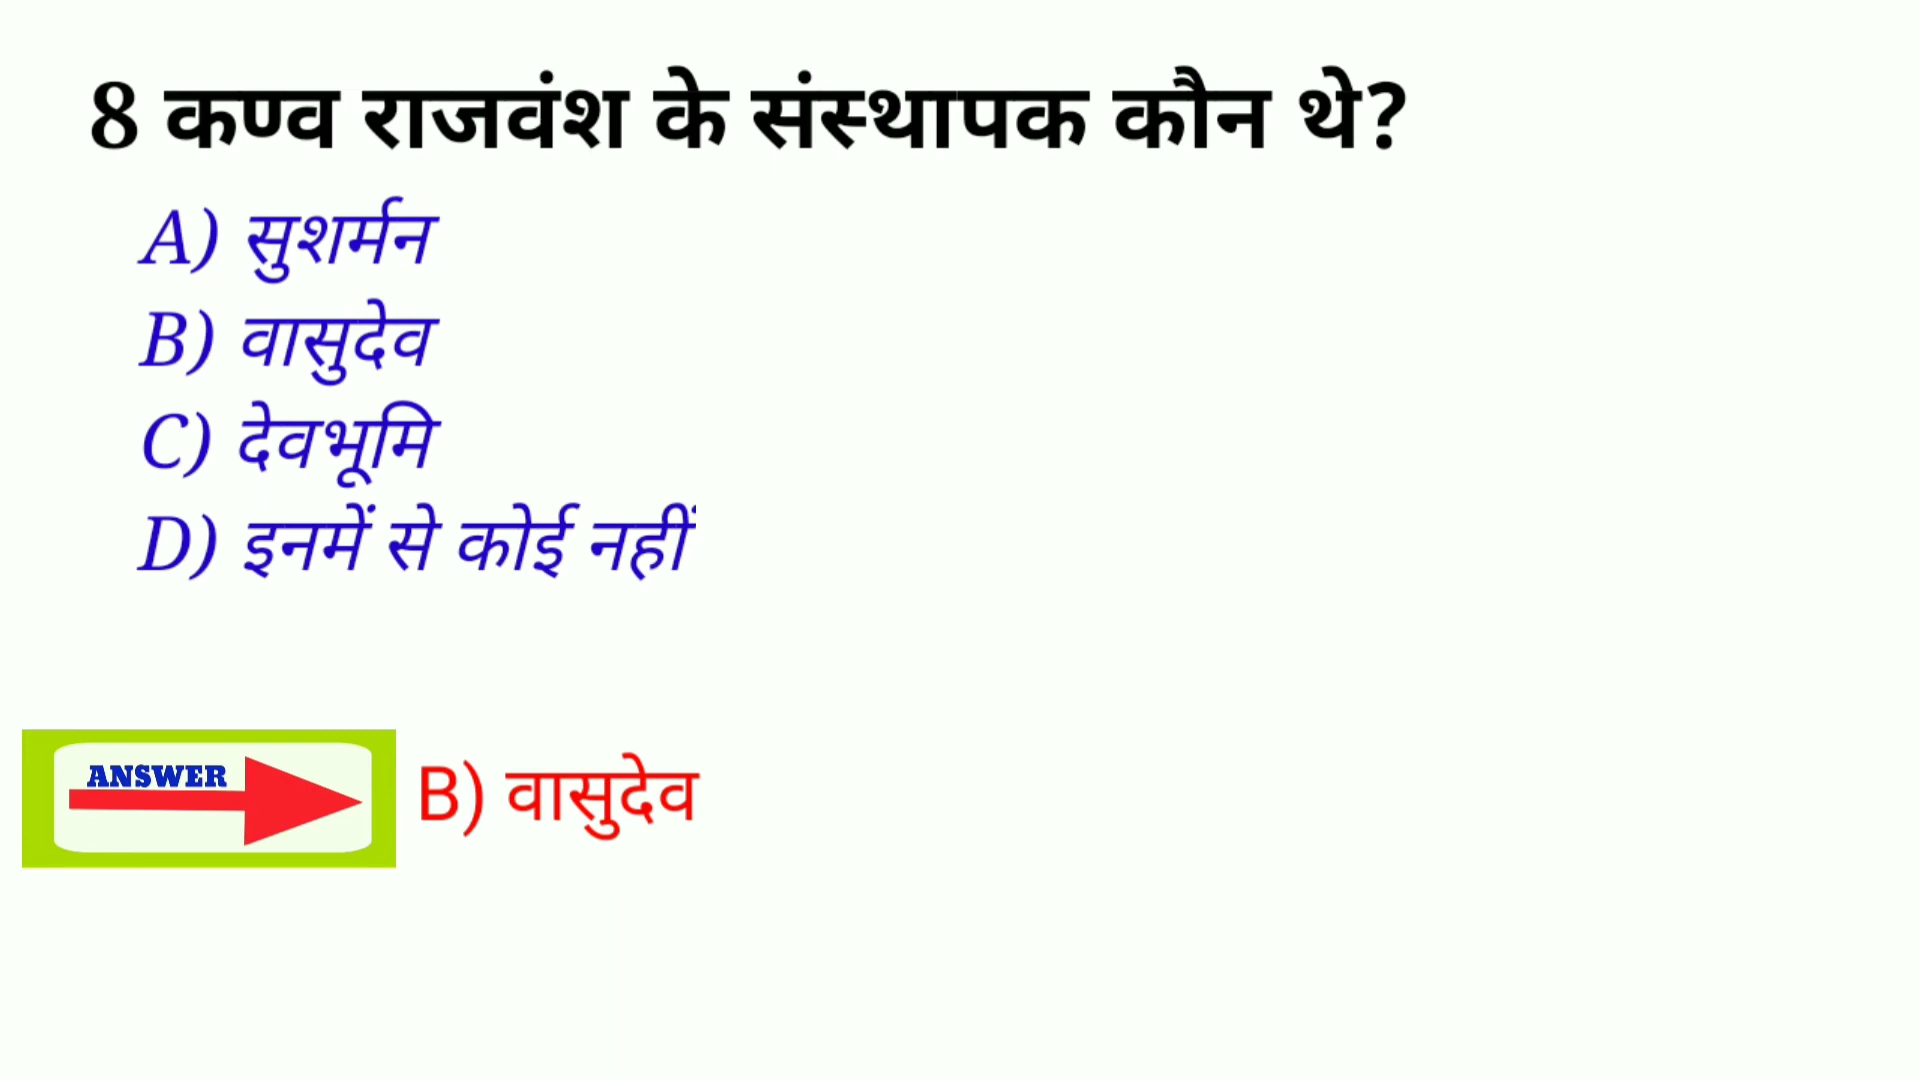 8 कण्व राजवंश के संस्थापक कौन थे?
A) सुशर्मन
B) वासुदेव
C) देवभूमि
D) इनमें से कोई नहीं
ANSWER
B) वासुदेव